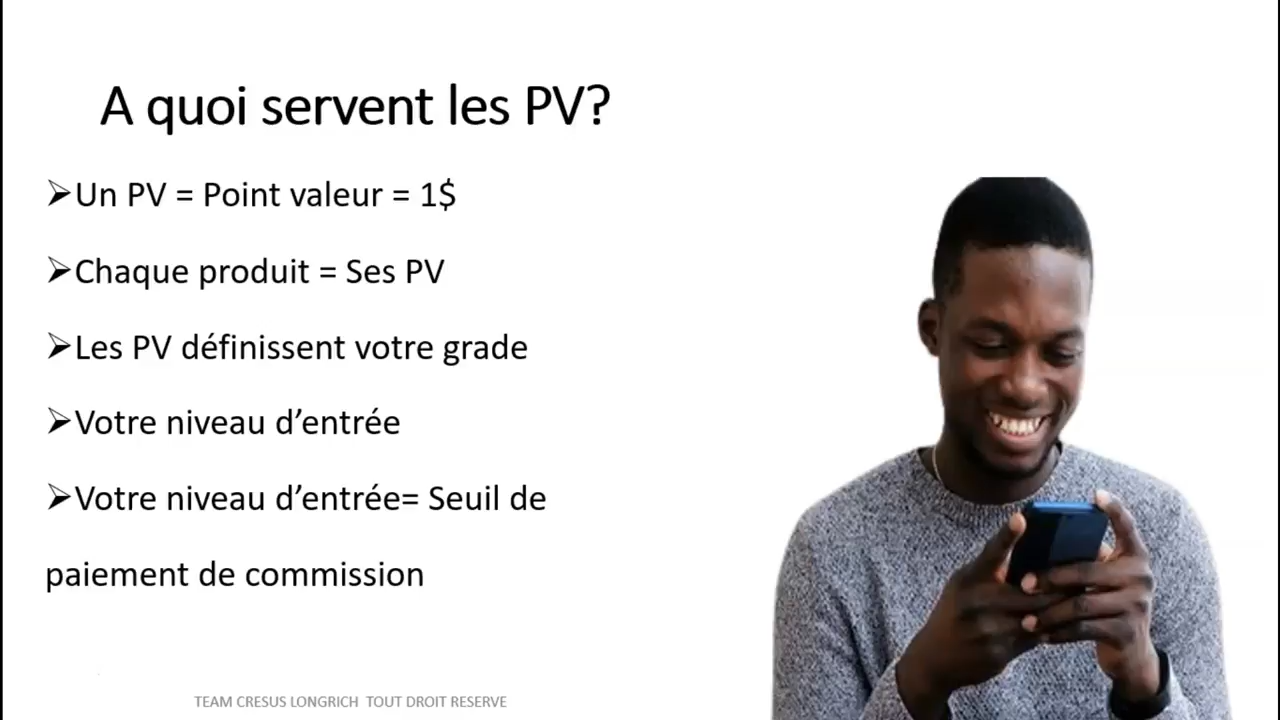 A quoi servent les PV?
➢Un PV = Point valeur = 1$
➢Chaque produit = Ses PV
➢Les PV définissent votre grade
➢Votre niveau d’entrée
➢Votre niveau d’entrée= Seuil de
paiement de commission
TEAM CRESUS LONGRICH TOUT DROIT RESERVE